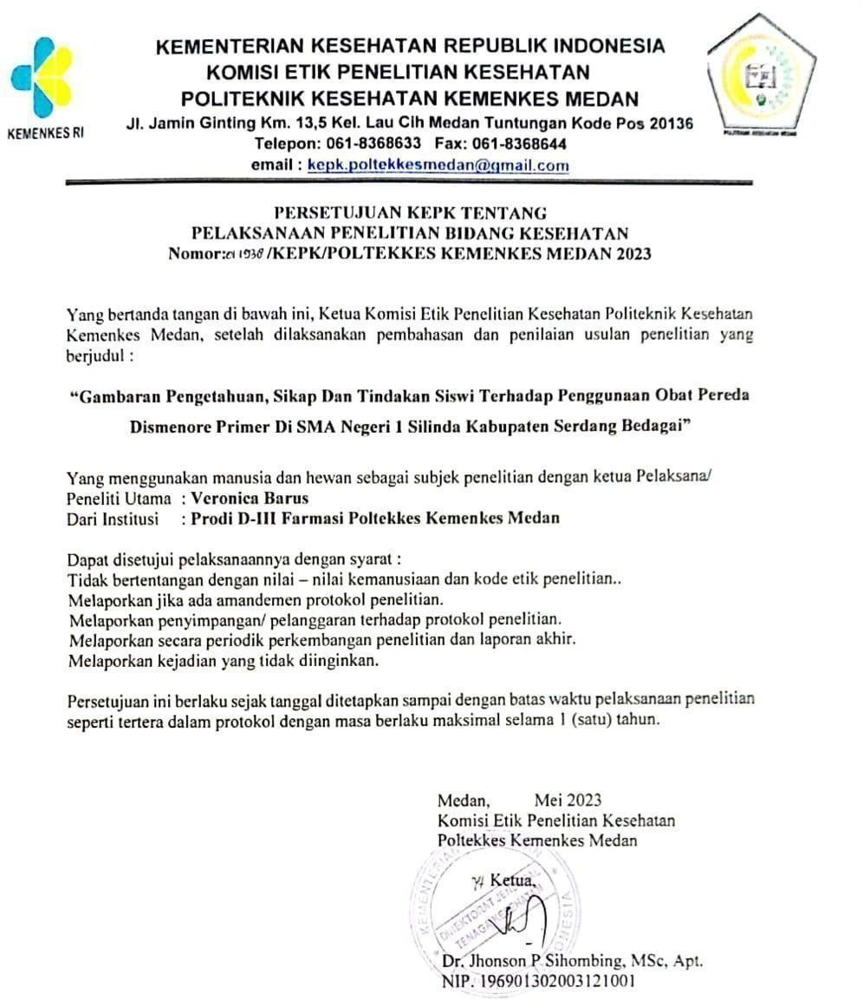 KEMENTERIAN KESEHATAN REPUBLIK INDONESIA
KOMISI ETIK PENELITIAN KESEHATAN
POLITEKNIK KESEHATAN KEMENKES MEDAN
Jl. Jamin Ginting Km. 13,5 Kel. Lau Cih Medan Tuntungan Kode Pos 20136
Telepon: 061-8368633 Fax: 061-8368644
email : kepk.poltekkesmedan@gmail.com
KEMENKES RI
POLITEKNIK KESEHATAN MEDAN
PERSETUJUAN KEPK TENTANG
PELAKSANAAN PENELITIAN BIDANG KESEHATAN
Nomor: 1938/KEPK/POLTEKKES KEMENKES MEDAN 2023
Yang bertanda tangan di bawah ini, Ketua Komisi Etik Penelitian Kesehatan Politeknik Kesehatan
Kemenkes Medan, setelah dilaksanakan pembahasan dan penilaian usulan penelitian yang
berjudul :
“Gambaran Pengetahuan, Sikap Dan Tindakan Siswi Terhadap Penggunaan Obat Pereda
Dismenore Primer Di SMA Negeri 1 Silinda Kabupaten Serdang Bedagai”
Yang menggunakan manusia dan hewan sebagai subjek penelitian dengan ketua Pelaksana/
Peneliti Utama : Veronica Barus
Dari Institusi : Prodi D-III Farmasi Poltekkes Kemenkes Medan
Dapat disetujui pelaksanaannya dengan syarat :
Tidak bertentangan dengan nilai – nilai kemanusiaan dan kode etik penelitian..
Melaporkan jika ada amandemen protokol penelitian.
Melaporkan penyimpangan/ pelanggaran terhadap protokol penelitian.
Melaporkan secara periodik perkembangan penelitian dan laporan akhir.
Melaporkan kejadian yang tidak diinginkan.
Persetujuan ini berlaku sejak tanggal ditetapkan sampai dengan batas waktu pelaksanaan penelitian
seperti tertera dalam protokol dengan masa berlaku maksimal selama 1 (satu) tahun.
Medan, Mei 2023
Komisi Etik Penelitian Kesehatan
Poltekkes Kemenkes Medan
Ketua,
DIREKTORAT JENDERAL
TENAGA KESEHATAN
Dr. Jhonson P Sihombing, MSc, Apt.
NIP. 196901302003121001